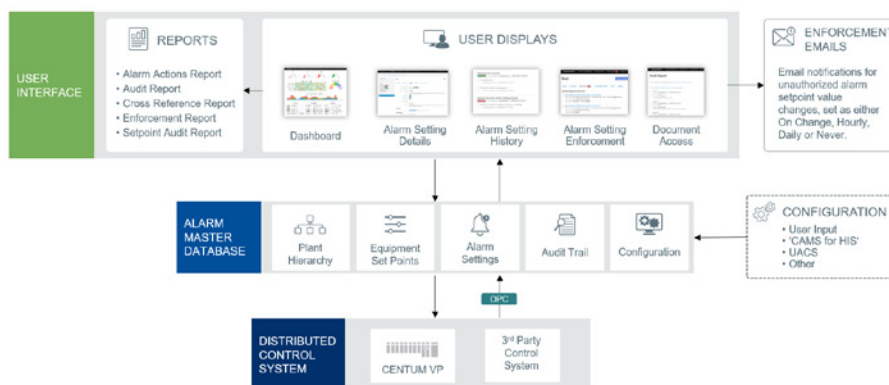 USER
INTERFACE
REPORTS
• Alarm Actions Report
• Audit Report
• Cross Reference Report
• Enforcement Report
• Setpoint Audit Report
USER DISPLAYS
Dashboard
Alarm Setting
Details
Alarm Setting
History
Alarm Setting
Enforcement
Document
Access
ENFORCEMENT
EMAILS
Email notifications for
unauthorized alarm
setpoint value
changes, set as either
On Change, Hourly,
Daily or Never.
ALARM
MASTER
DATABASE
Plant
Hierarchy
Equipment
Set Points
Alarm
Settings
Audit Trail
Configuration
CONFIGURATION
• User Input
• 'CAMS for HIS'
• UACS
• Other
OPC
DISTRIBUTED
CONTROL
SYSTEM
CENTUM VP
3rd Party
Control
System